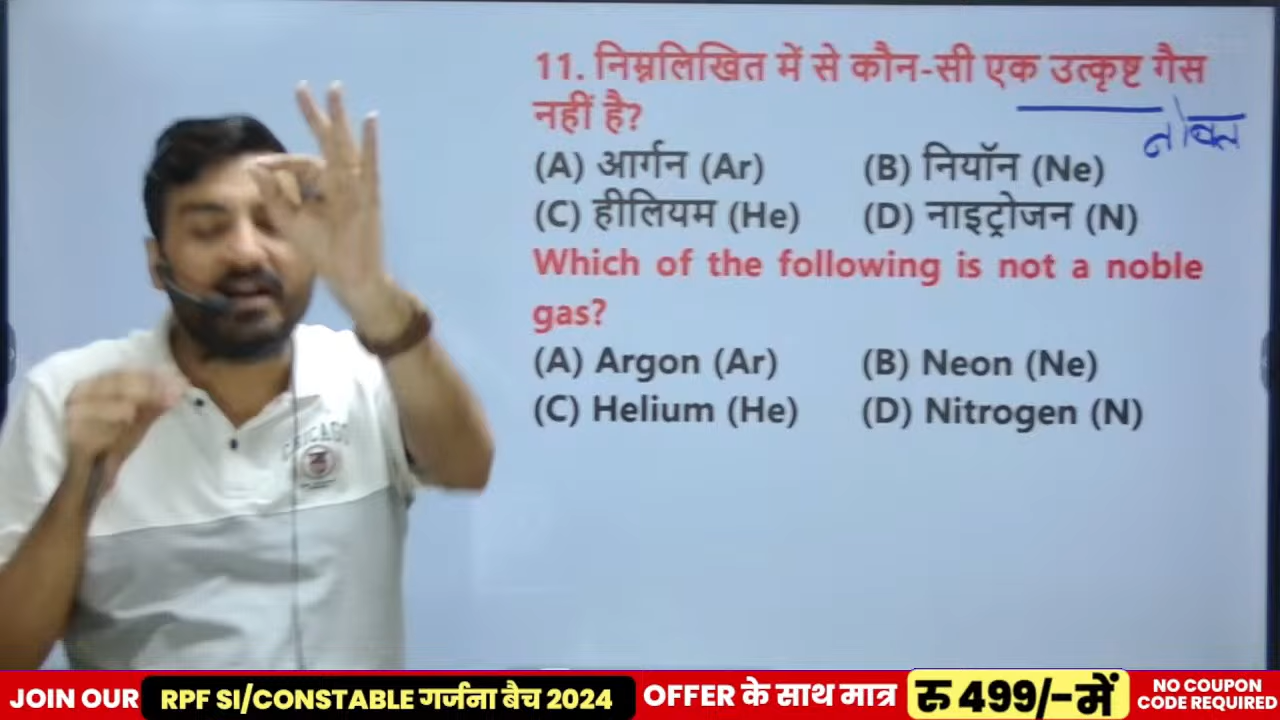 11. निम्नलिखित में से कौन-सी एक उत्कृष्ट गैस
नहीं है?
नोबल
(A) आर्गन (Ar) (B) नियॉन (Ne)
(C) हीलियम (He) (D) नाइट्रोजन (N)
Which of the following is not a noble
gas?
(A) Argon (Ar) (B) Neon (Ne)
(C) Helium (He) (D) Nitrogen (N)
CHICAGO
JOIN OUR RPF SI/CONSTABLE गर्जना बैच 2024 OFFER के साथ मात्र रु 499/-में NO COUPON
CODE REQUIRED